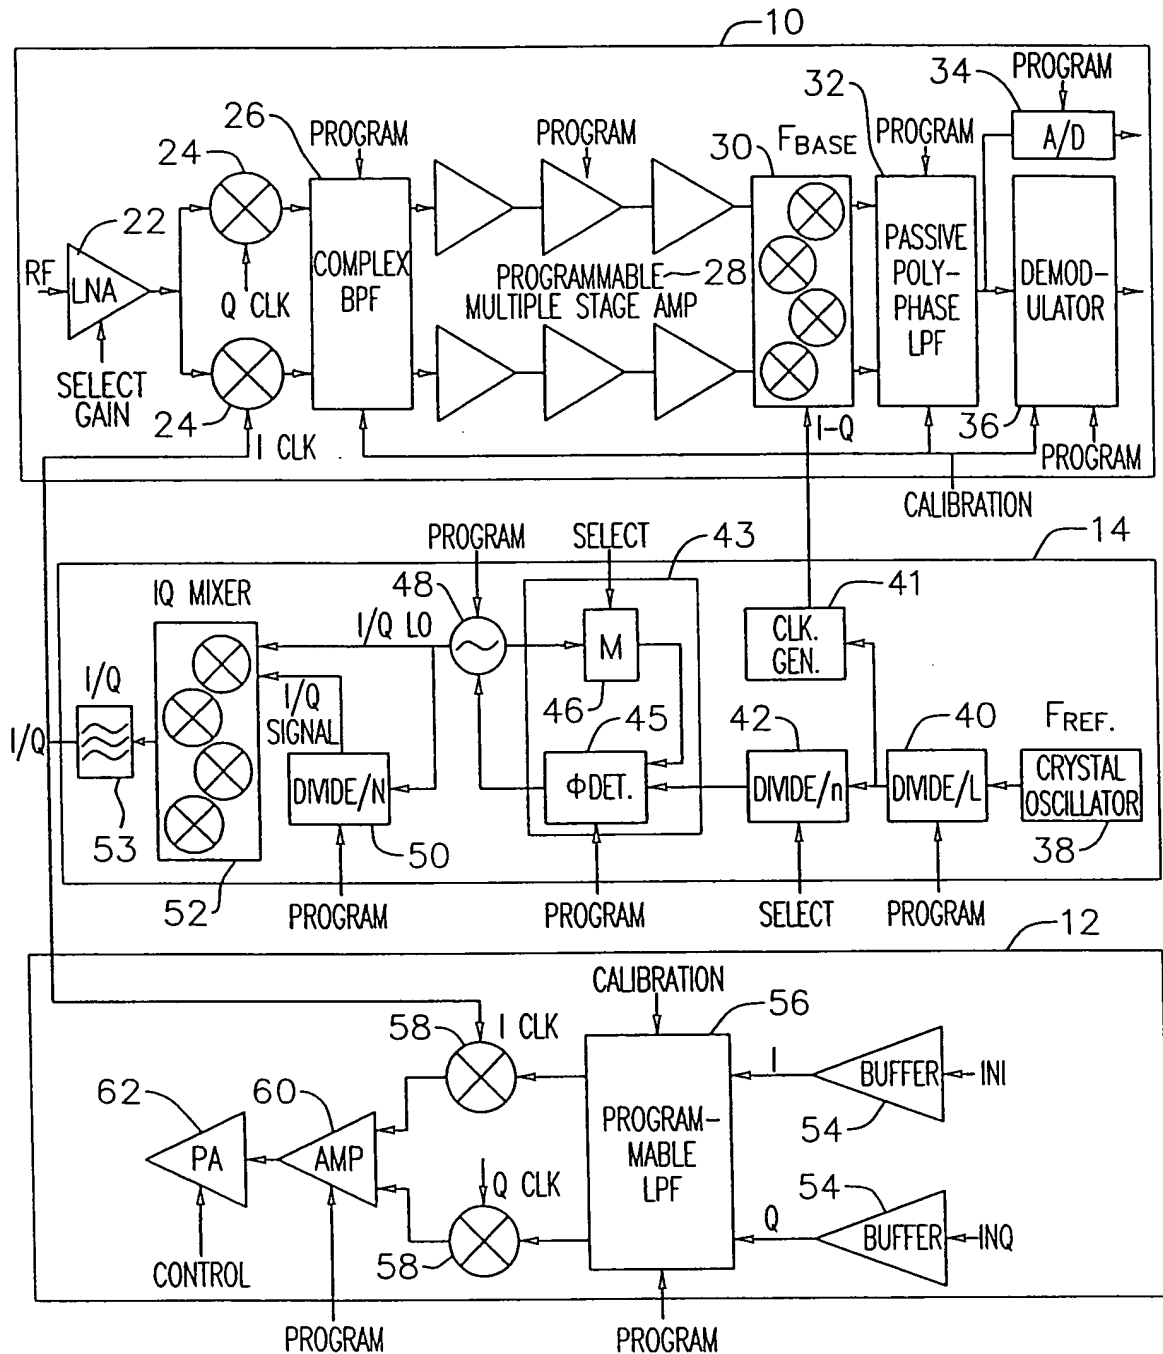 10
34
PROGRAM
A/D
32
26
PROGRAM
PROGRAM
30
FBASE
PROGRAM
24
22
RF
LNA
Q CLK
COMPLEX
BPF
PROGRAMMABLE
MULTIPLE STAGE AMP
28
PASSIVE
POLY-
PHASE
LPF
DEMOD-
ULATOR
SELECT
GAIN
24
I CLK
I-Q
36
PROGRAM
CALIBRATION
14
PROGRAM
SELECT
43
IQ MIXER
48
41
I/Q LO
M
CLK.
GEN.
I/Q
I/Q
SIGNAL
46
45
42
40
FREF.
I/Q
DIVIDE/N
ΦDET.
DIVIDE/n
DIVIDE/L
CRYSTAL
OSCILLATOR
53
50
38
52
PROGRAM
PROGRAM
SELECT
PROGRAM
12
CALIBRATION
56
58
I CLK
I
BUFFER
INI
54
62
60
PA
AMP
PROGRAM-
MABLE
LPF
Q CLK
54
Q
BUFFER
INQ
58
CONTROL
PROGRAM
PROGRAM